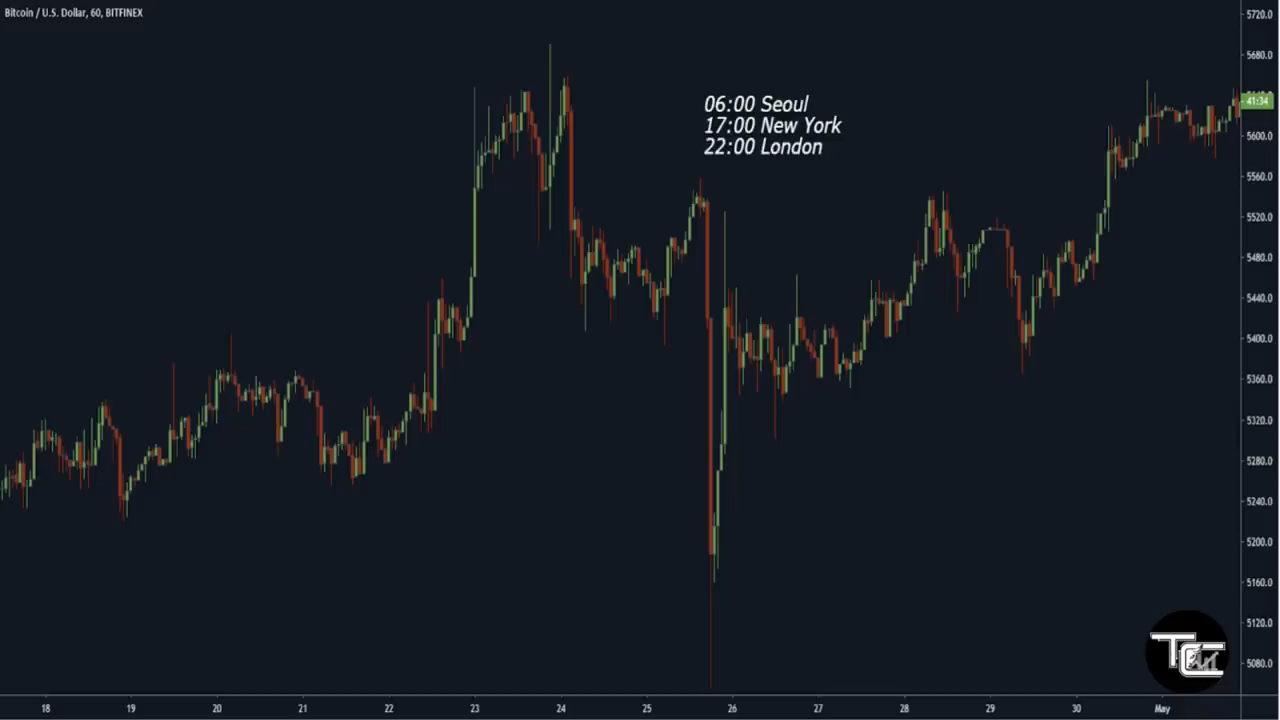 Bitcoin / U.S. Dollar, 60, BITFINEX
5720.0
5680.0
41:34
5600.0
5560.0
5520.0
5480.0
5440.0
5400.0
5360.0
5320.0
5280.0
5240.0
5200.0
5160.0
5120.0
5080.0
06:00 Seoul
17:00 New York
22:00 London
TC
18 19 20 21 22 23 24 25 26 27 28 29 30 May